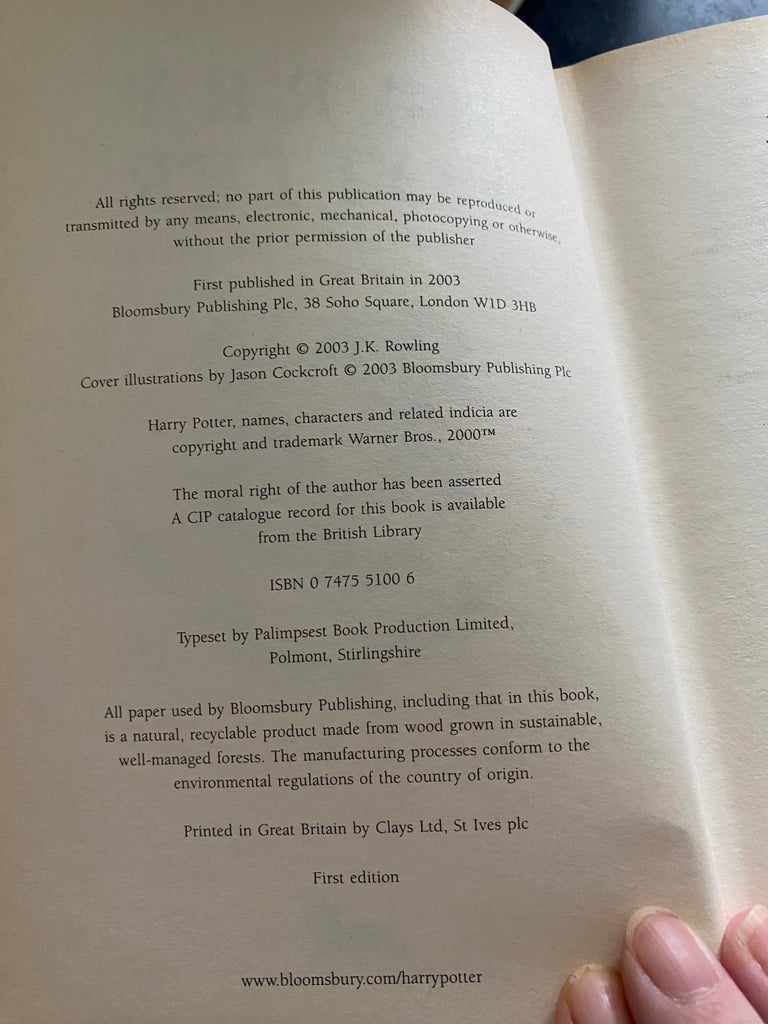 All rights reserved; no part of this publication may be reproduced or
transmitted by any means, electronic, mechanical, photocopying or otherwise,
without the prior permission of the publisher
First published in Great Britain in 2003
Bloomsbury Publishing Plc, 38 Soho Square, London W1D 3HB
Copyright © 2003 J.K. Rowling
Cover illustrations by Jason Cockcroft © 2003 Bloomsbury Publishing Plc
Harry Potter, names, characters and related indicia are
copyright and trademark Warner Bros., 2000™
The moral right of the author has been asserted
A CIP catalogue record for this book is available
from the British Library
ISBN 0 7475 5100 6
Typeset by Palimpsest Book Production Limited,
Polmont, Stirlingshire
All paper used by Bloomsbury Publishing, including that in this book,
is a natural, recyclable product made from wood grown in sustainable,
well-managed forests. The manufacturing processes conform to the
environmental regulations of the country of origin.
Printed in Great Britain by Clays Ltd, St Ives plc
First edition
www.bloomsbury.com/harrypotter